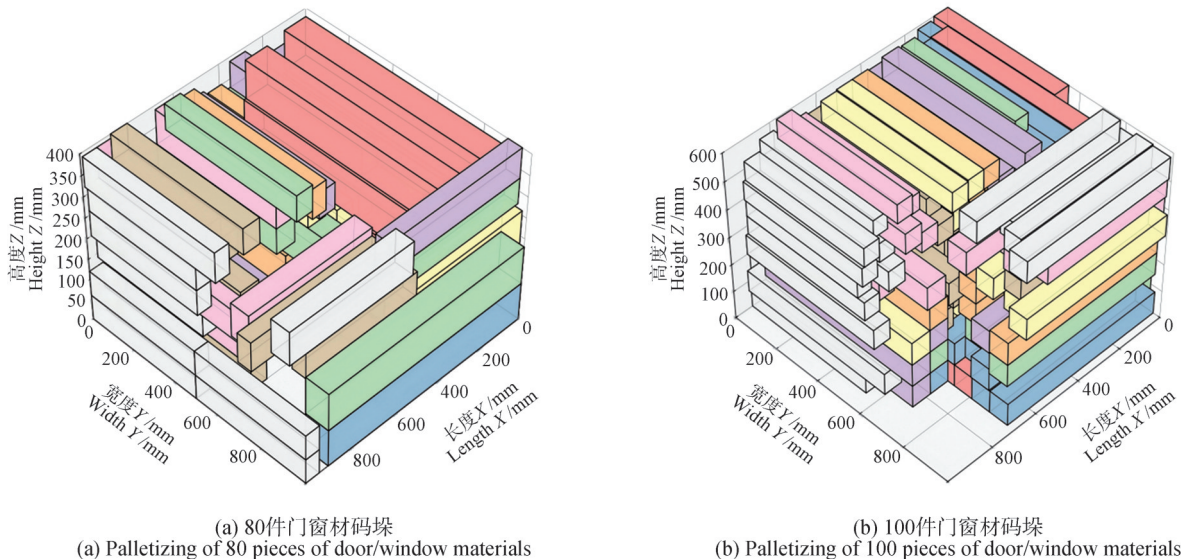 400
350
300
250
200
150
100
50
0
高度Z /mm
Height Z /mm
0
200
400
600
800
宽度Y /mm
Width Y /mm
0
200
400
600
800
长度X /mm
Length X /mm
(a) 80件门窗材码垛
(a) Palletizing of 80 pieces of door/window materials
600
500
400
300
200
100
0
高度Z /mm
Height Z /mm
0
200
400
600
800
宽度Y /mm
Width Y /mm
0
200
400
600
800
长度X /mm
Length X /mm
(b) 100件门窗材码垛
(b) Palletizing of 100 pieces of door/window materials